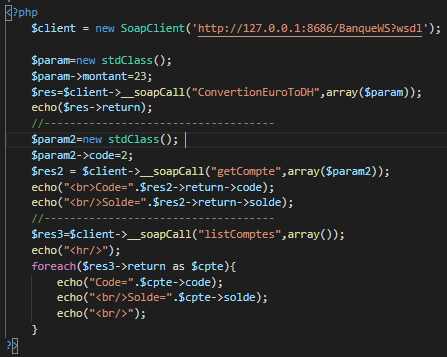 <?php
$client = new SoapClient('http://127.0.0.1:8686/BanqueWS?wsdl');
$param=new stdClass();
$param->montant=23;
$res=$client->__soapCall("ConvertionEuroToDH",array($param));
echo($res->return);
//------------------------------------
$param2=new stdClass();
$param2->code=2;
$res2 = $client->__soapCall("getCompte",array($param2));
echo("<br>Code=".$res2->return->code);
echo("<br/>Solde=".$res2->return->solde);
//------------------------------------
$res3=$client->__soapCall("listComptes",array());
echo("<hr/>");
foreach($res3->return as $cpte){
echo("Code=".$cpte->code);
echo("<br/>Solde=".$cpte->solde);
echo("<br/>");
}
?>